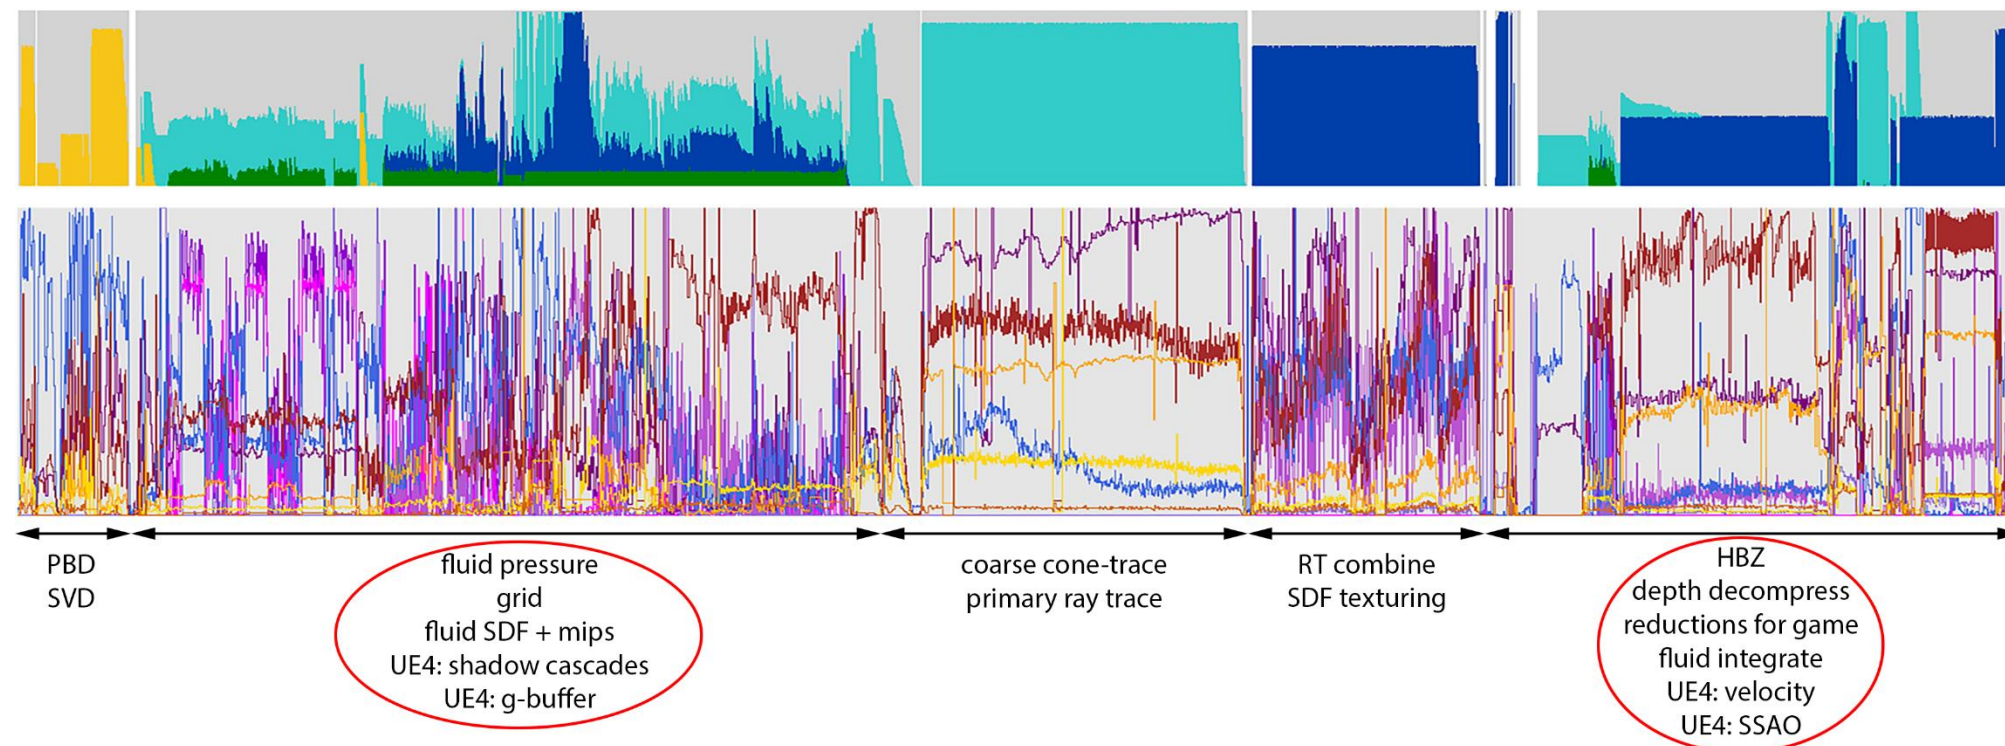 PBD
SVD
fluid pressure
grid
fluid SDF + mips
UE4: shadow cascades
UE4: g-buffer
coarse cone-trace
primary ray trace
RT combine
SDF texturing
HBZ
depth decompress
reductions for game
fluid integrate
UE4: velocity
UE4: SSAO